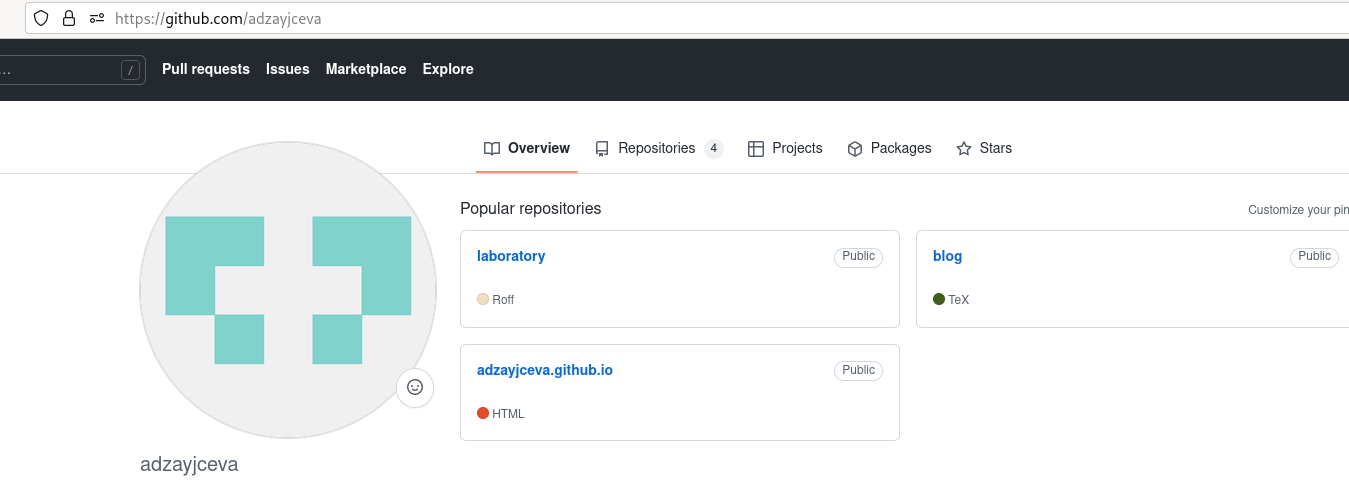 https://github.com/adzayjceva
... / Pull requests Issues Marketplace Explore
Overview Repositories 4 Projects Packages Stars
Popular repositories Customize your pin
laboratory Public
Roff
blog Public
TeX
adzayjceva.github.io Public
HTML
adzayjceva